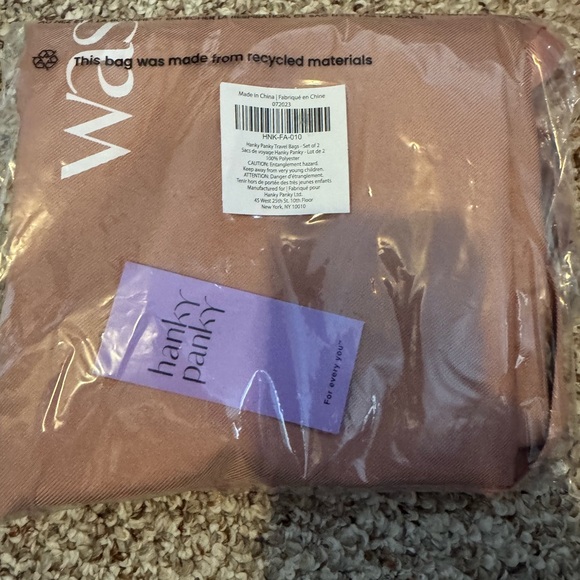 was
This bag was made from recycled materials
Made in China | Fabriqué en Chine
072023
HNK-FA-010
Hanky Panky Travel Bags - Set of 2
Sacs de voyage Hanky Panky - Lot de 2
100% Polyester
CAUTION: Entanglement hazard.
Keep away from very young children.
ATTENTION: Danger d'étranglement.
Tenir hors de portée des très jeunes enfants.
Manufactured for | Fabriqué pour
Hanky Panky Ltd.
45 West 25th St. 10th Floor
New York, NY 10010
hanky
panky
For every you™